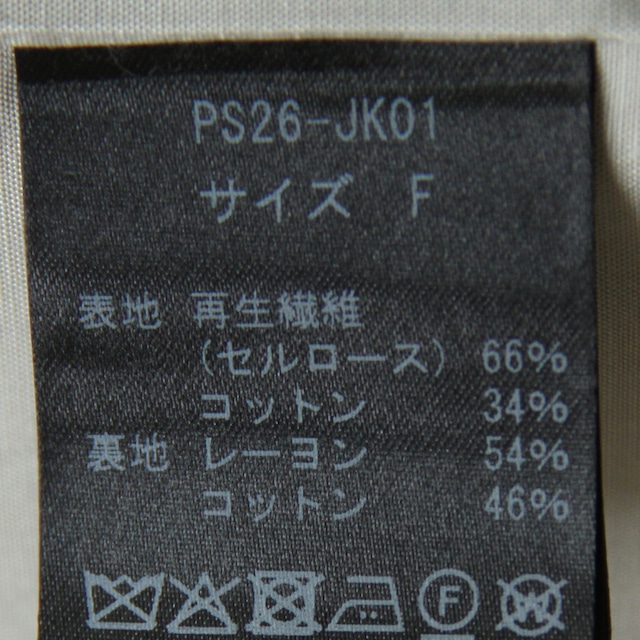 PS26-JK01
サイズ F
表地 再生繊維
(セルロース) 66%
コットン 34%
裏地 レーヨン 54%
コットン 46%
F W